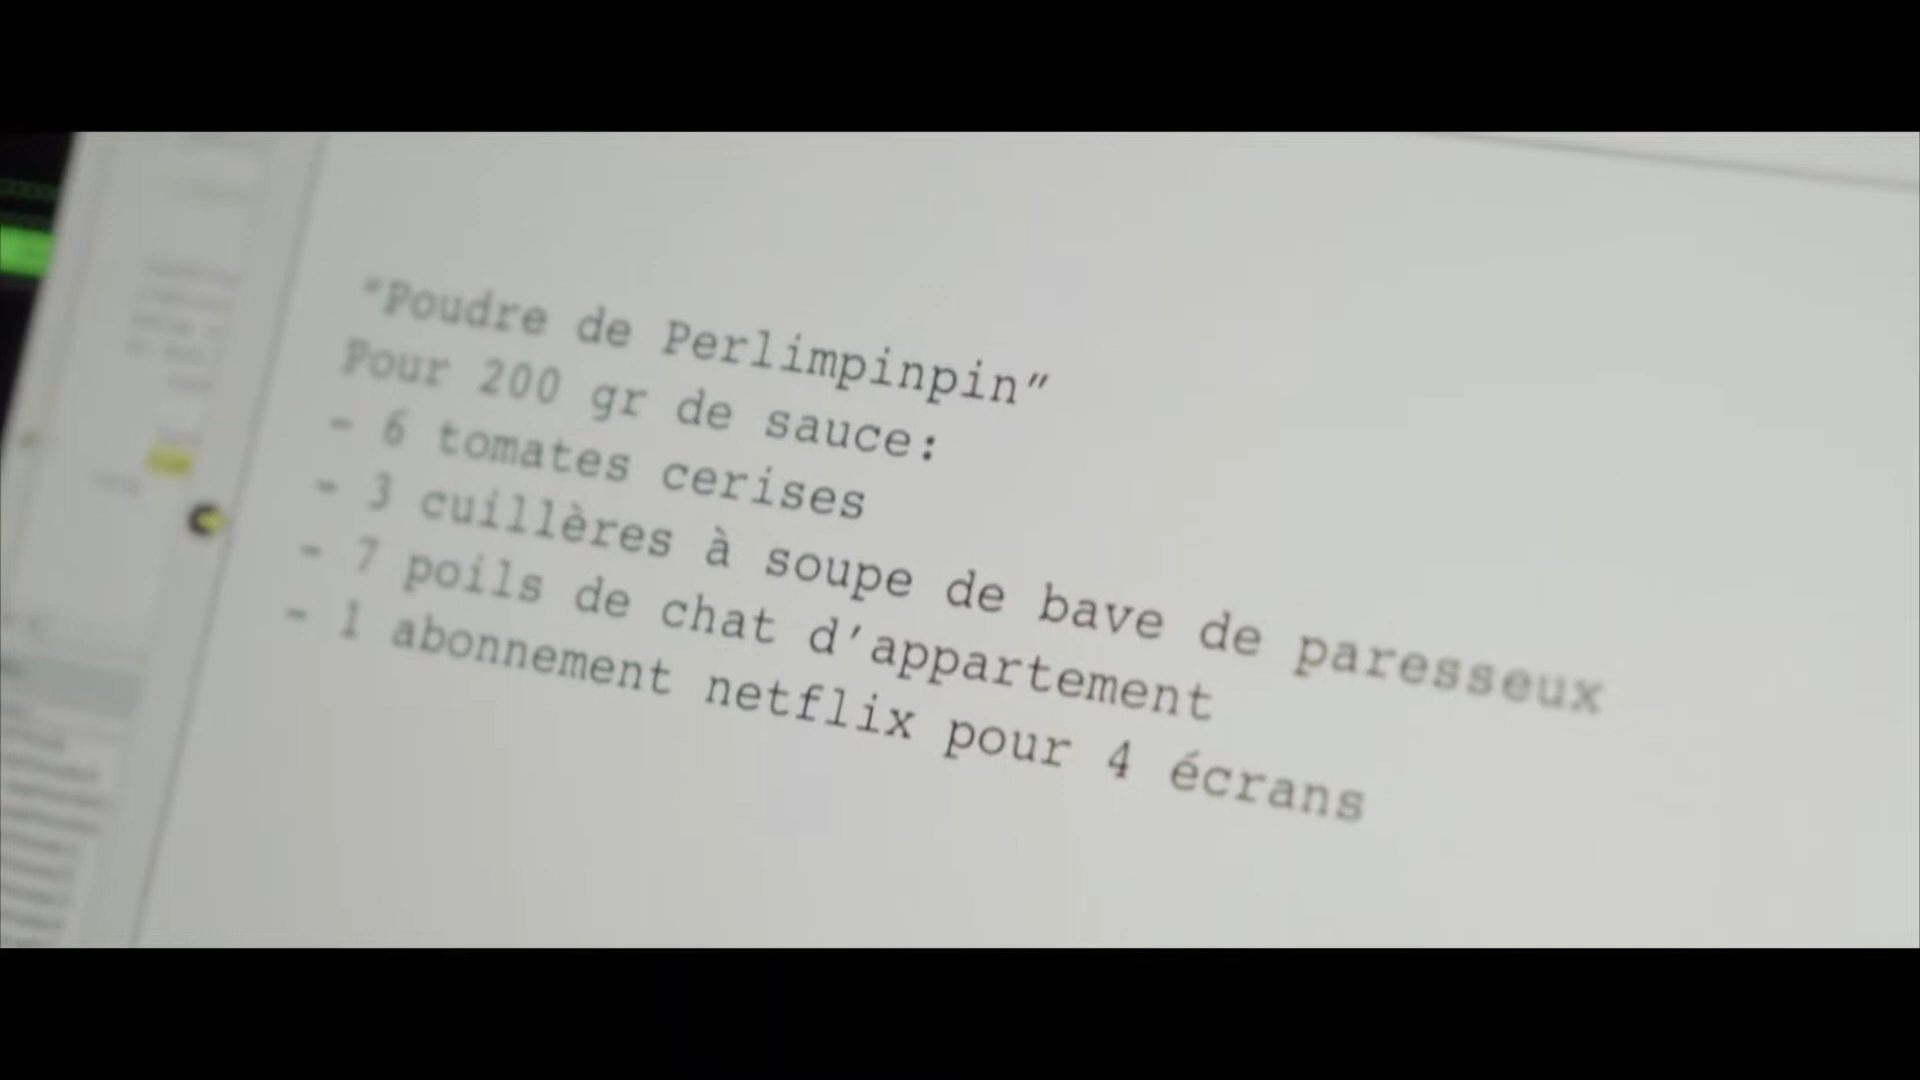 "Poudre de Perlimpinpin"
Pour 200 gr de sauce:
- 6 tomates cerises
- 3 cuillères à soupe de bave de paresseux
- 7 poils de chat d'appartement
- 1 abonnement netflix pour 4 écrans